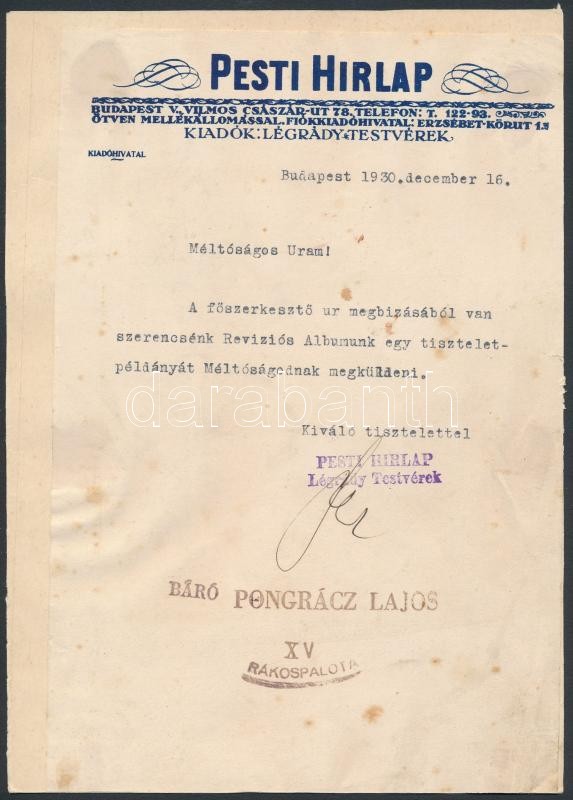 PESTI HIRLAP
BUDAPEST V., VILMOS CSÁSZÁR-UT 78. TELEFON: T. 122-93.
ÖTVEN MELLÉKÁLLOMÁSSAL. FIÓKKIADÓHIVATAL: ERZSÉBET-KÖRUT 1.
KIADÓK: LÉGRÁDY TESTVÉREK
KIADÓHIVATAL
Budapest 1930.december 16.
Méltóságos Uram!
A főszerkesztő ur megbizásából van
szerencsénk Reviziós Albumunk egy tisztelet-
példányát Méltóságodnak megküldeni.
darabanth
Kiváló tisztelettel
PESTI HIRLAP
Légrády Testvérek
BÁRÓ PONGRÁCZ LAJOS
XV
RÁKOSPALOTA